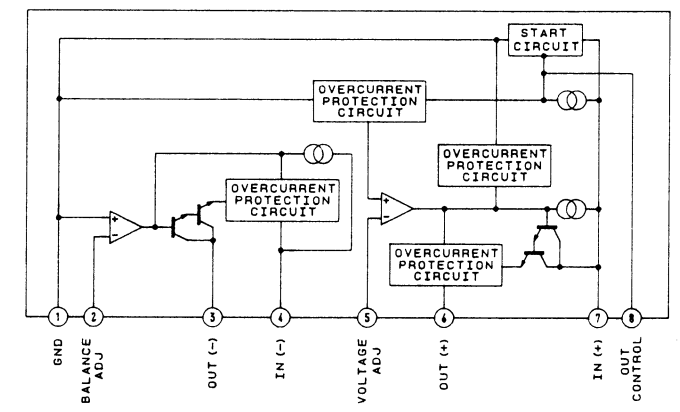 START
CIRCUIT
OVERCURRENT
PROTECTION
CIRCUIT
OVERCURRENT
PROTECTION
CIRCUIT
OVERCURRENT
PROTECTION
CIRCUIT
+
-
+
-
OVERCURRENT
PROTECTION
CIRCUIT
1
2
3
4
5
6
7
8
GND
BALANCE
ADJ
OUT (-)
IN (-)
VOLTAGE
ADJ
OUT (+)
IN (+)
OUT
CONTROL